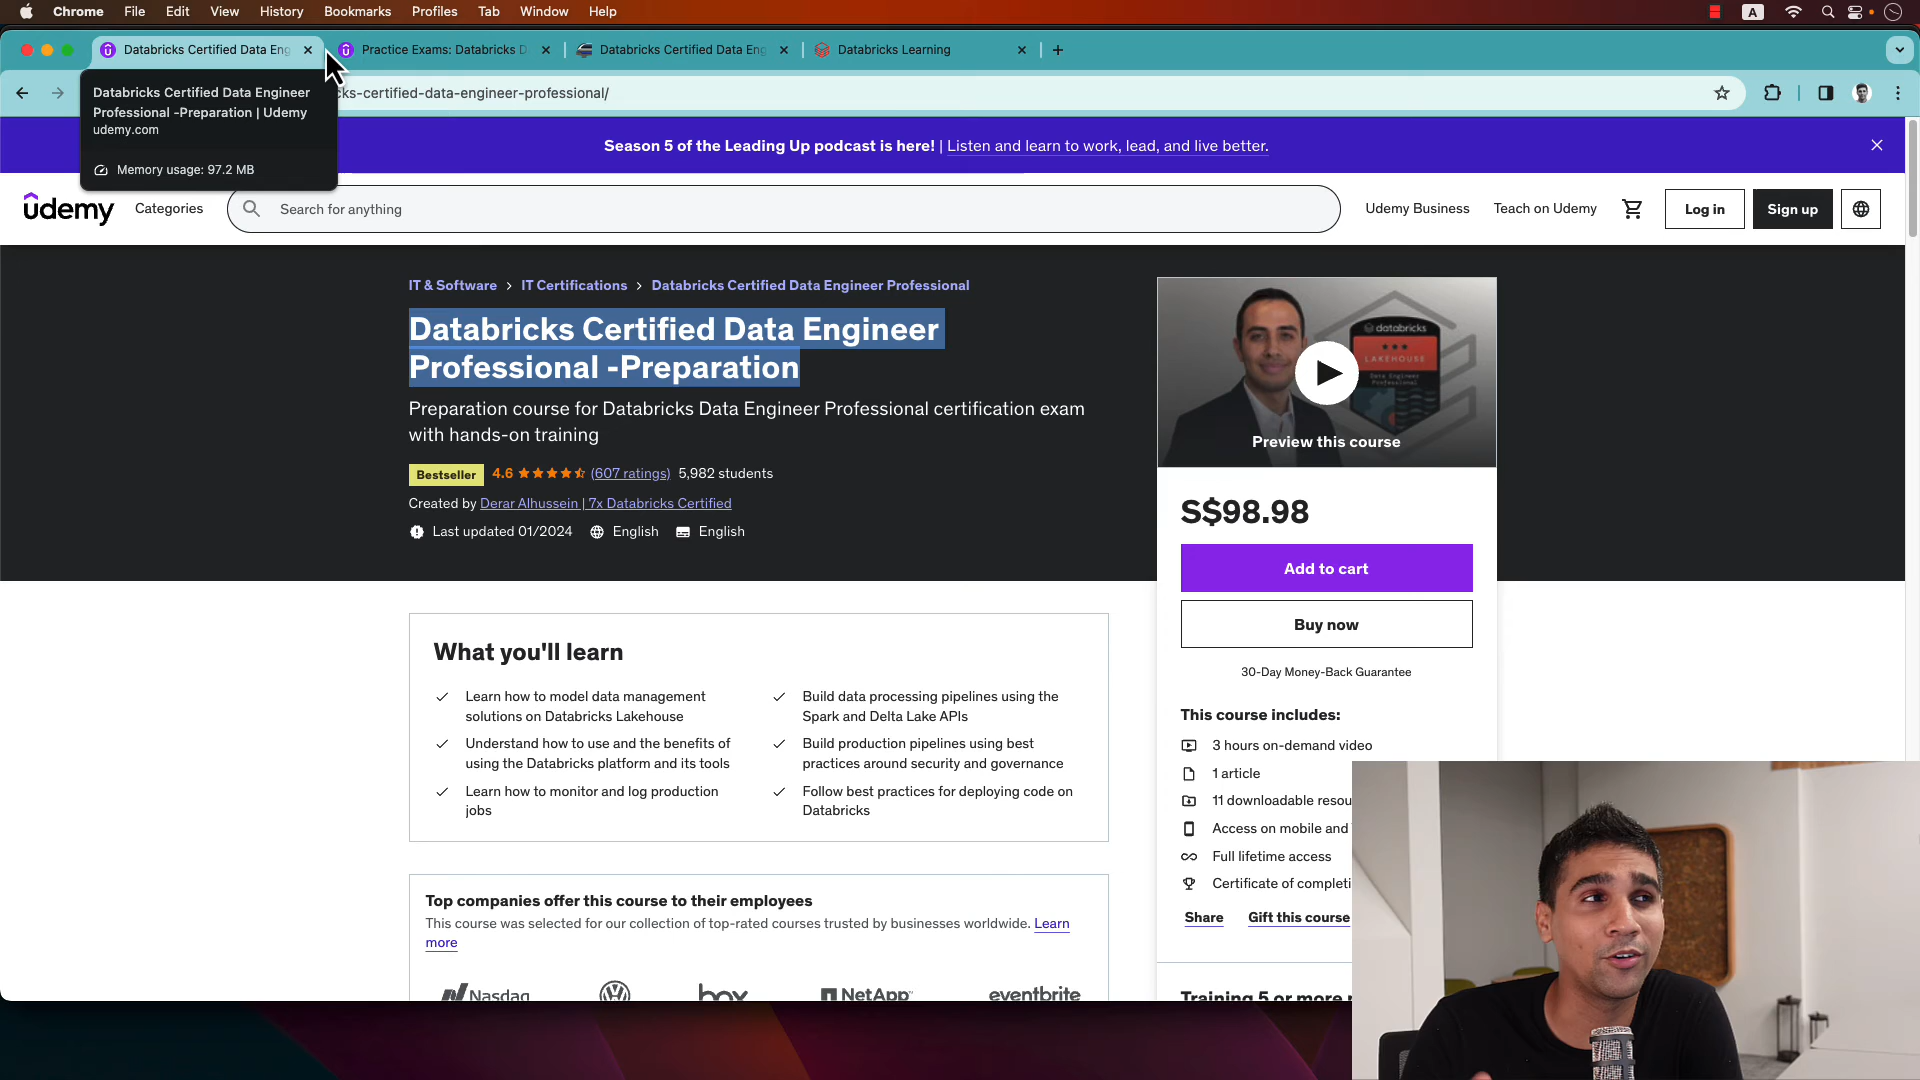 Chrome File Edit View History Bookmarks Profiles Tab Window Help A
Databricks Certified Data Eng Practice Exams: Databricks D Databricks Certified Data Eng Databricks Learning
cks-certified-data-engineer-professional/
Databricks Certified Data Engineer
Professional -Preparation | Udemy
udemy.com
Memory usage: 97.2 MB
Season 5 of the Leading Up podcast is here! | Listen and learn to work, lead, and live better.
udemy Categories Search for anything Udemy Business Teach on Udemy Log in Sign up
IT & Software > IT Certifications > Databricks Certified Data Engineer Professional
Databricks Certified Data Engineer
Professional -Preparation
Preparation course for Databricks Data Engineer Professional certification exam
with hands-on training
Bestseller 4.6 (607 ratings) 5,982 students
Created by Derar Alhussein | 7x Databricks Certified
Last updated 01/2024 English English
databricks
LAKEHOUSE
Data Engineer
Professional
Preview this course
S$98.98
Add to cart
Buy now
30-Day Money-Back Guarantee
This course includes:
3 hours on-demand video
1 article
11 downloadable resou
Access on mobile and
Full lifetime access
Certificate of completi
Share Gift this course
Training 5 or more
What you'll learn
Learn how to model data management
solutions on Databricks Lakehouse
Understand how to use and the benefits of
using the Databricks platform and its tools
Learn how to monitor and log production
jobs
Build data processing pipelines using the
Spark and Delta Lake APIs
Build production pipelines using best
practices around security and governance
Follow best practices for deploying code on
Databricks
Top companies offer this course to their employees
This course was selected for our collection of top-rated courses trusted by businesses worldwide. Learn
more
Nasdaq box NetApp eventbrite